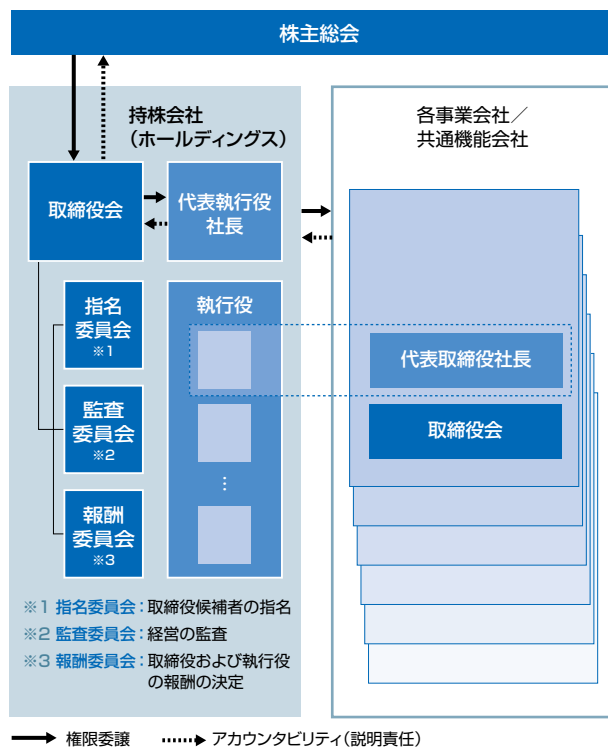 株主総会
持株会社
（ホールディングス）
各事業会社／
共通機能会社
取締役会
代表執行役
社長
指名
委員会
※1
執行役
監査
委員会
※2
…
報酬
委員会
※3
代表取締役社長
取締役会
※1 指名委員会：取締役候補者の指名
※2 監査委員会：経営の監査
※3 報酬委員会：取締役および執行役
の報酬の決定
権限委譲
アカウンタビリティ（説明責任）